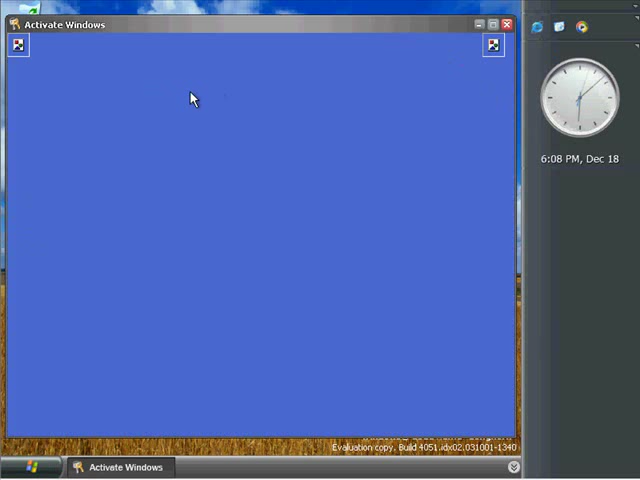 Activate Windows
6:08 PM, Dec 18
Evaluation copy. Build 4051.idx02.031001-1340
Activate Windows